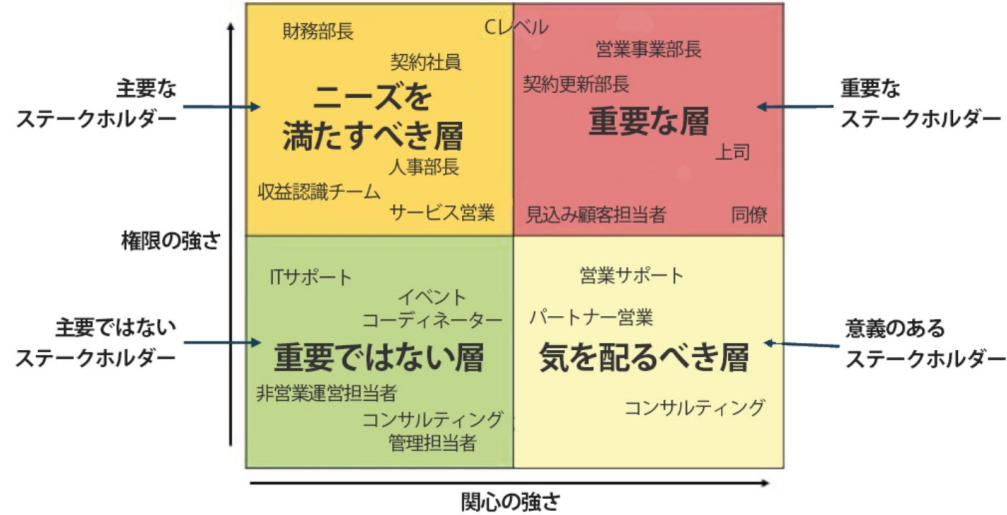 財務部長
Cレベル
契約社員
営業事業部長
契約更新部長
主要な
ステークホルダー
ニーズを
満たすべき層
重要な層
重要な
ステークホルダー
人事部長
上司
収益認識チーム
サービス営業
見込み顧客担当者
同僚
権限の強さ
ITサポート
営業サポート
イベント
コーディネーター
パートナー営業
主要ではない
ステークホルダー
重要ではない層
気を配るべき層
意義のある
ステークホルダー
非営業運営担当者
コンサルティング
管理担当者
コンサルティング
関心の強さ